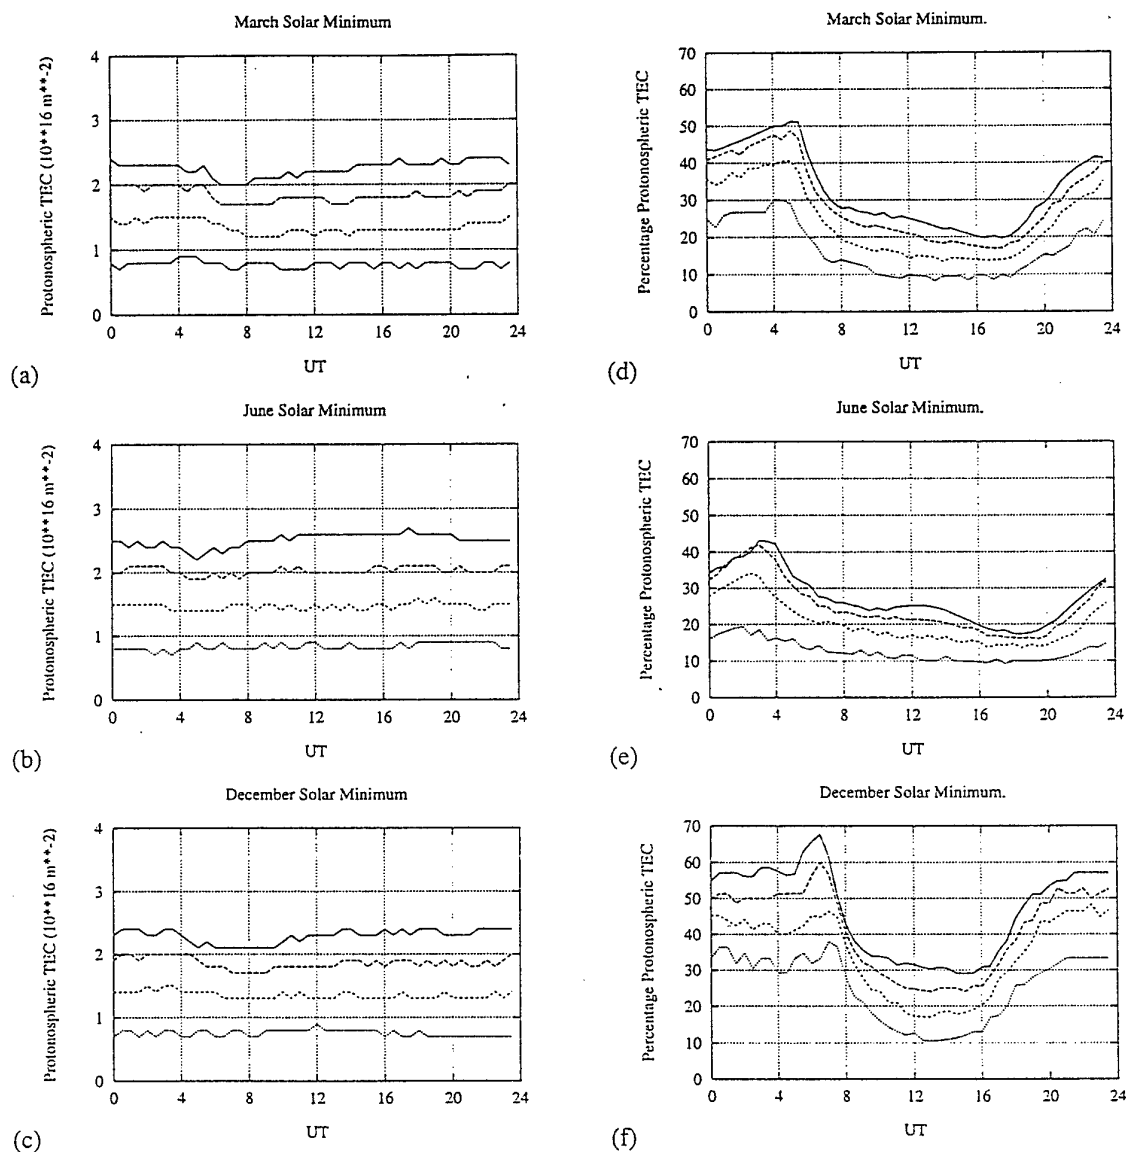 March Solar Minimum
Protonospheric TEC (10**16 m**-2)
4
3
2
1
0
0 4 8 12 16 20 24
UT
(a)
March Solar Minimum.
Percentage Protonospheric TEC
70
60
50
40
30
20
10
0
0 4 8 12 16 20 24
UT
(d)
June Solar Minimum
Protonospheric TEC (10**16 m**-2)
4
3
2
1
0
0 4 8 12 16 20 24
UT
(b)
June Solar Minimum.
Percentage Protonospheric TEC
70
60
50
40
30
20
10
0
0 4 8 12 16 20 24
UT
(e)
December Solar Minimum
Protonospheric TEC (10**16 m**-2)
4
3
2
1
0
0 4 8 12 16 20 24
UT
(c)
December Solar Minimum.
Percentage Protonospheric TEC
70
60
50
40
30
20
10
0
0 4 8 12 16 20 24
UT
(f)